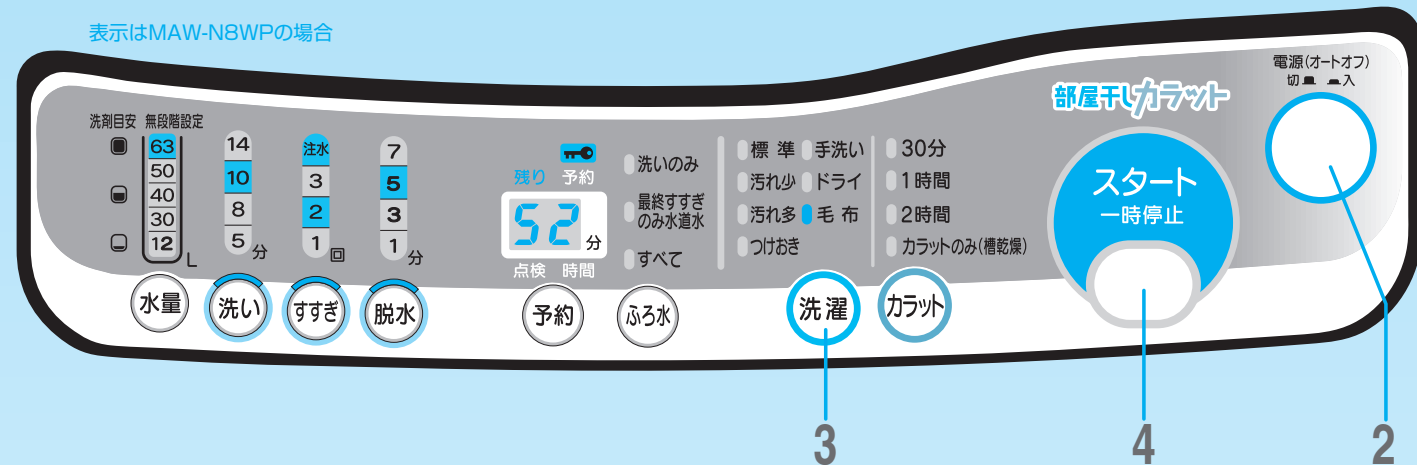 表示はMAW-N8WPの場合
電源(オートオフ)
切 入
部屋干しカラット
洗剤目安 無段階設定
63
50
40
30
12
L
14
10
8
5
分
注水
3
2
1
回
7
5
3
1
分
残り 予約
52
分
点検 時間
洗いのみ
最終すすぎ
のみ水道水
すべて
標準 手洗い
汚れ少 ドライ
汚れ多 毛布
つけおき
30分
1時間
2時間
カラットのみ(槽乾燥)
スタート
一時停止
水量
洗い
すすぎ
脱水
予約
ふろ水
洗濯
カラット
3
4
2